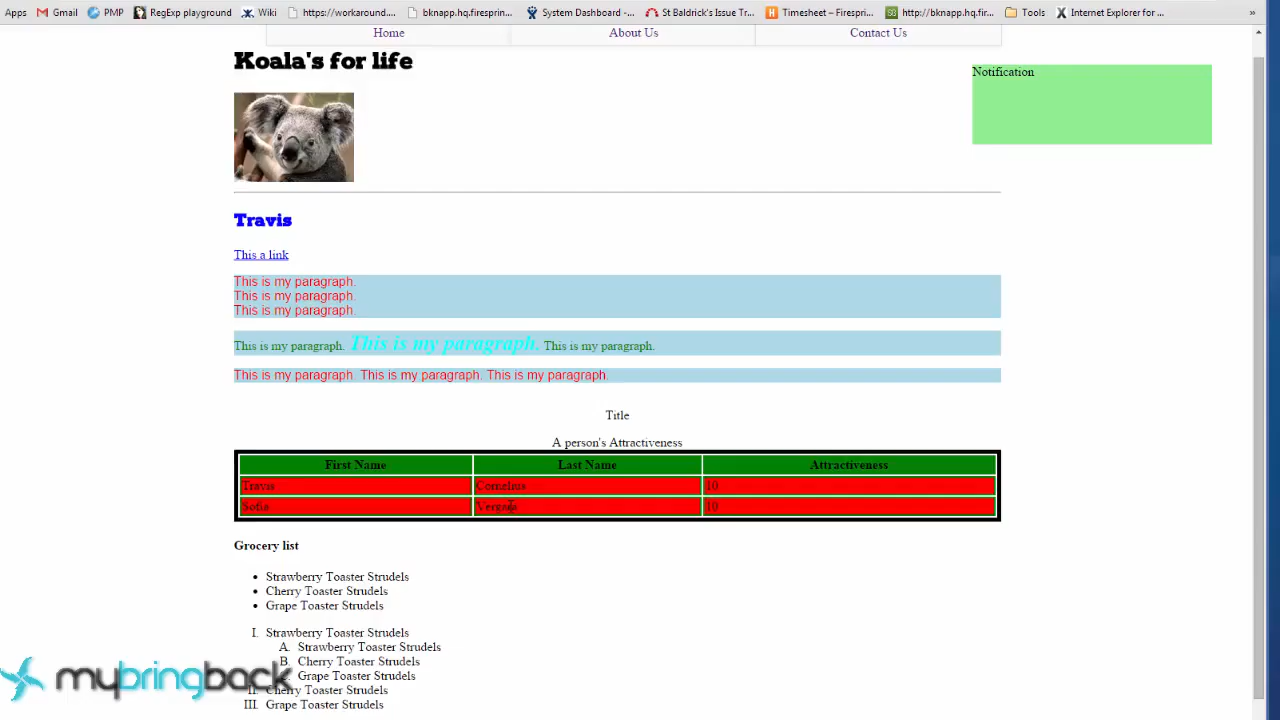 Apps Gmail PMP RegExp playground Wiki https://workaround.... bknapp.hq.firesprin... System Dashboard -... St Baldrick's Issue Tr... Timesheet – Firespri... http://bknap.hq.fir... Tools Internet Explorer for ... »
Home About Us Contact Us
Koala's for life
Notification
Travis
This a link
This is my paragraph.
This is my paragraph.
This is my paragraph.
This is my paragraph. This is my paragraph. This is my paragraph.
This is my paragraph. This is my paragraph. This is my paragraph.
Title
A person's Attractiveness
First Name Last Name Attractiveness
Travis Cornelius 10
Sofia Vergara 10
Grocery list
• Strawberry Toaster Strudels
• Cherry Toaster Strudels
• Grape Toaster Strudels
I. Strawberry Toaster Strudels
A. Strawberry Toaster Strudels
B. Cherry Toaster Strudels
Grape Toaster Strudels
II. Cherry Toaster Strudels
III. Grape Toaster Strudels
mybringback